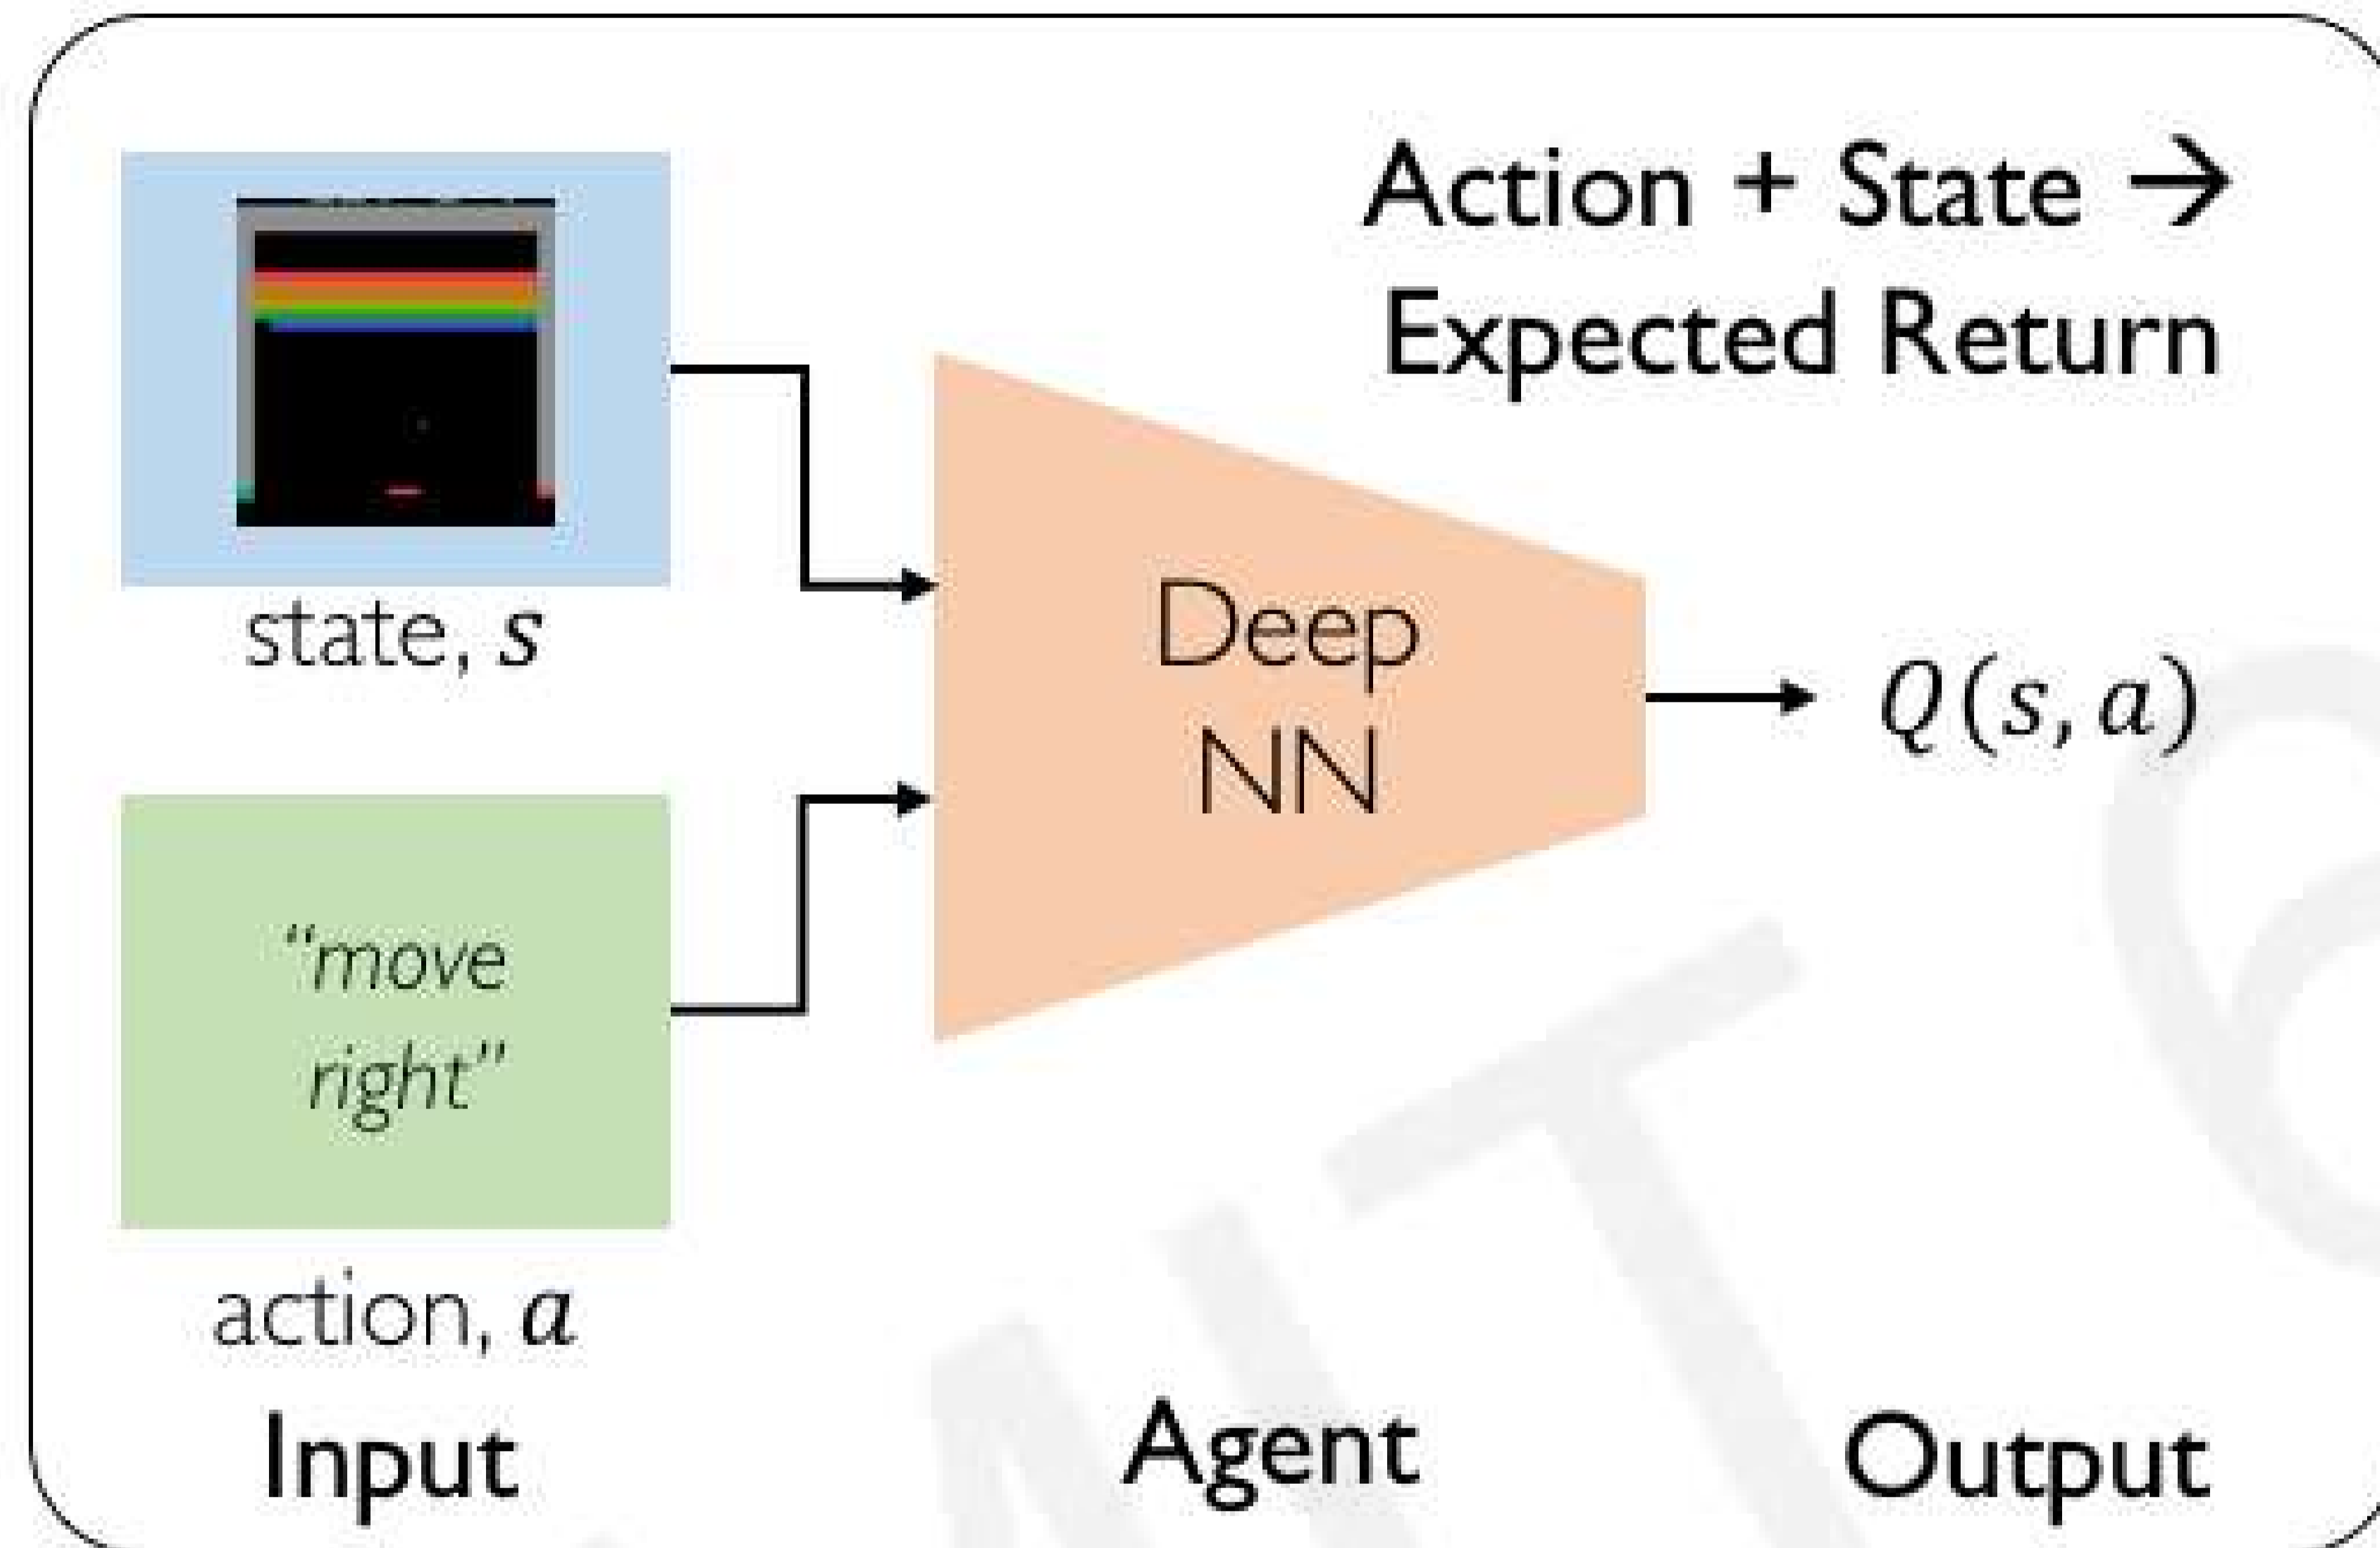 Action + State →
Expected Return
state, s
Deep
NN
Q(s, a)
“move
right”
action, a
Input
Agent
Output